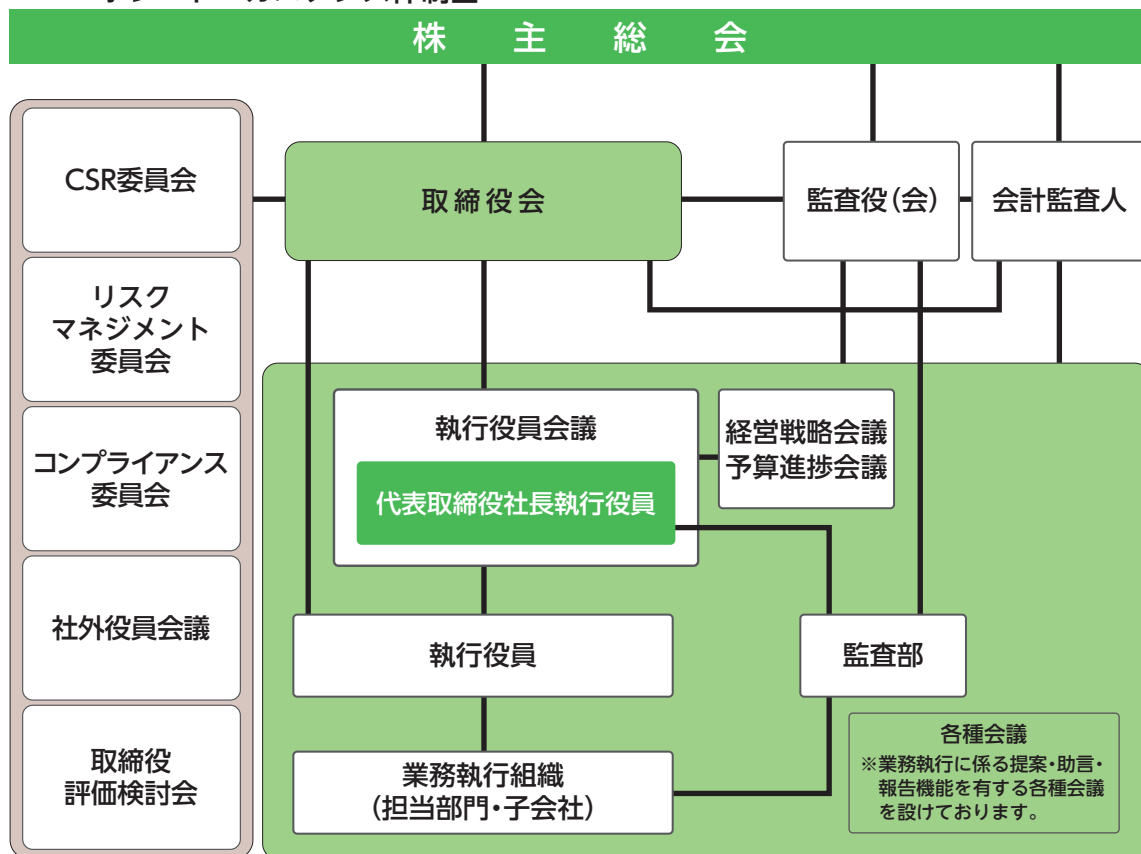 株主総会
CSR委員会
リスク
マネジメント
委員会
コンプライアンス
委員会
社外役員会議
取締役
評価検討会
取締役会
監査役(会)
会計監査人
執行役員会議
代表取締役社長執行役員
経営戦略会議
予算進捗会議
執行役員
監査部
業務執行組織
(担当部門・子会社)
各種会議
※業務執行に係る提案・助言・
報告機能を有する各種会議
を設けております。